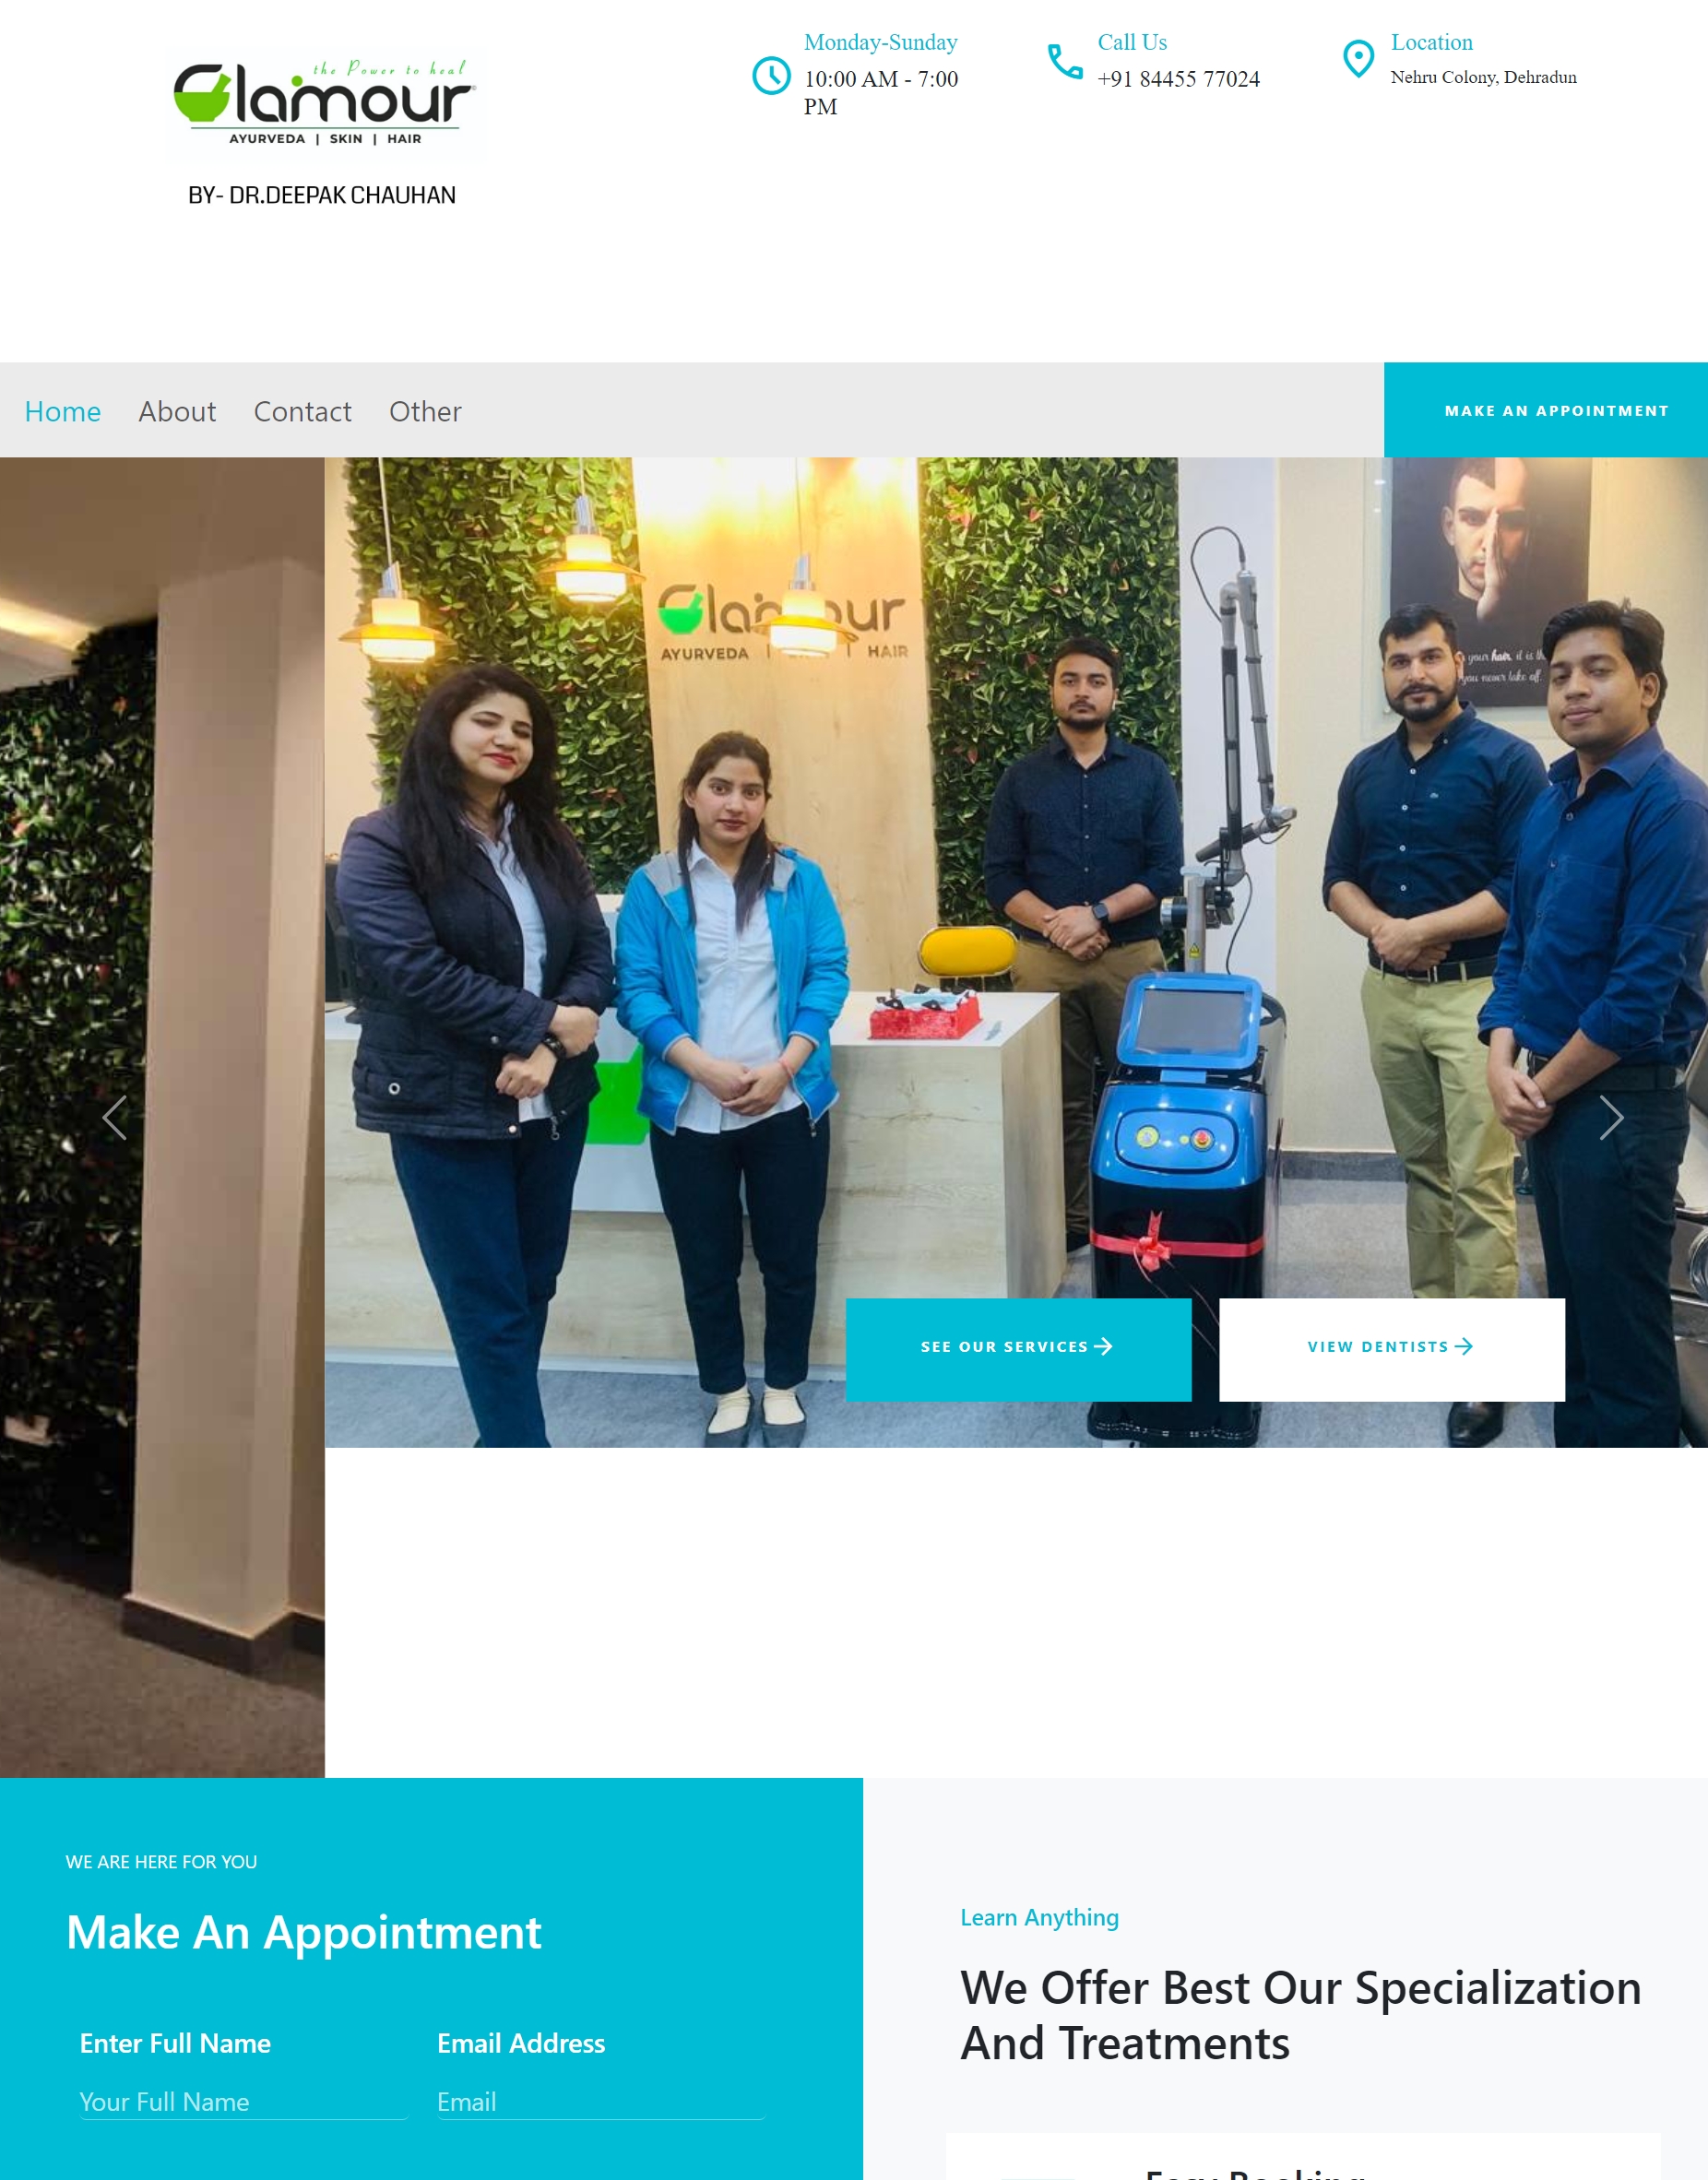 the Power to heal
Glamour
AYURVEDA | SKIN | HAIR
BY- DR.DEEPAK CHAUHAN
Monday-Sunday
10:00 AM - 7:00
PM
Call Us
+91 84455 77024
Location
Nehru Colony, Dehradun
Home
About
Contact
Other
MAKE AN APPOINTMENT
Glamour
AYURVEDA | | HAIR
your hair, it is
you never take off.
SEE OUR SERVICES
VIEW DENTISTS
WE ARE HERE FOR YOU
Make An Appointment
Enter Full Name
Email Address
Your Full Name
Email
Learn Anything
We Offer Best Our Specialization
And Treatments
Easy Booking